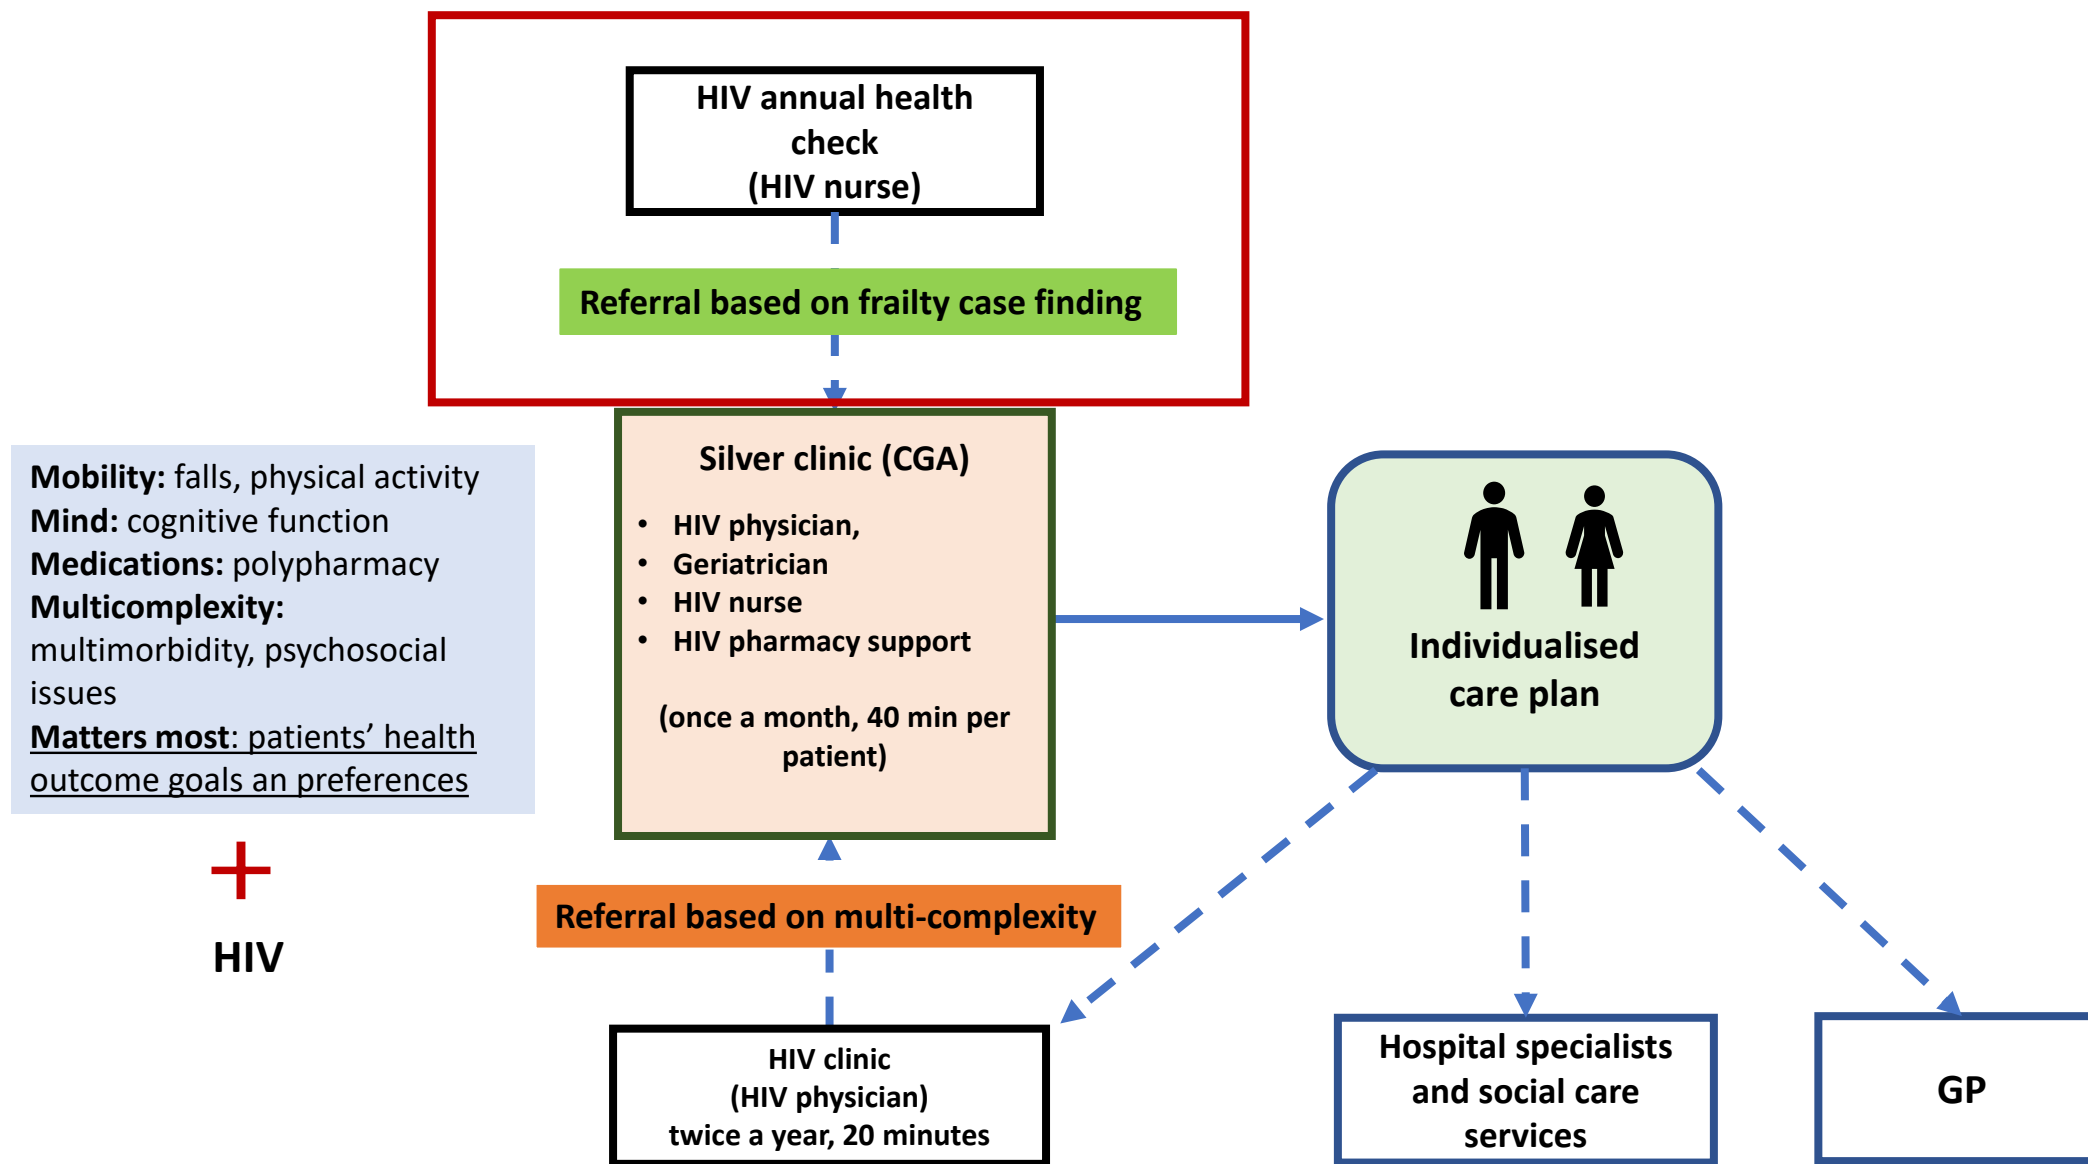 HIV annual health
check
(HIV nurse)
Referral based on frailty case finding
Mobility: falls, physical activity
Mind: cognitive function
Medications: polypharmacy
Multicomplexity:
multimorbidity, psychosocial
issues
Matters most: patients’ health
outcome goals an preferences
+
HIV
Silver clinic (CGA)
• HIV physician,
• Geriatrician
• HIV nurse
• HIV pharmacy support
(once a month, 40 min per
patient)
Individualised
care plan
Referral based on multi-complexity
HIV clinic
(HIV physician)
twice a year, 20 minutes
Hospital specialists
and social care
services
GP